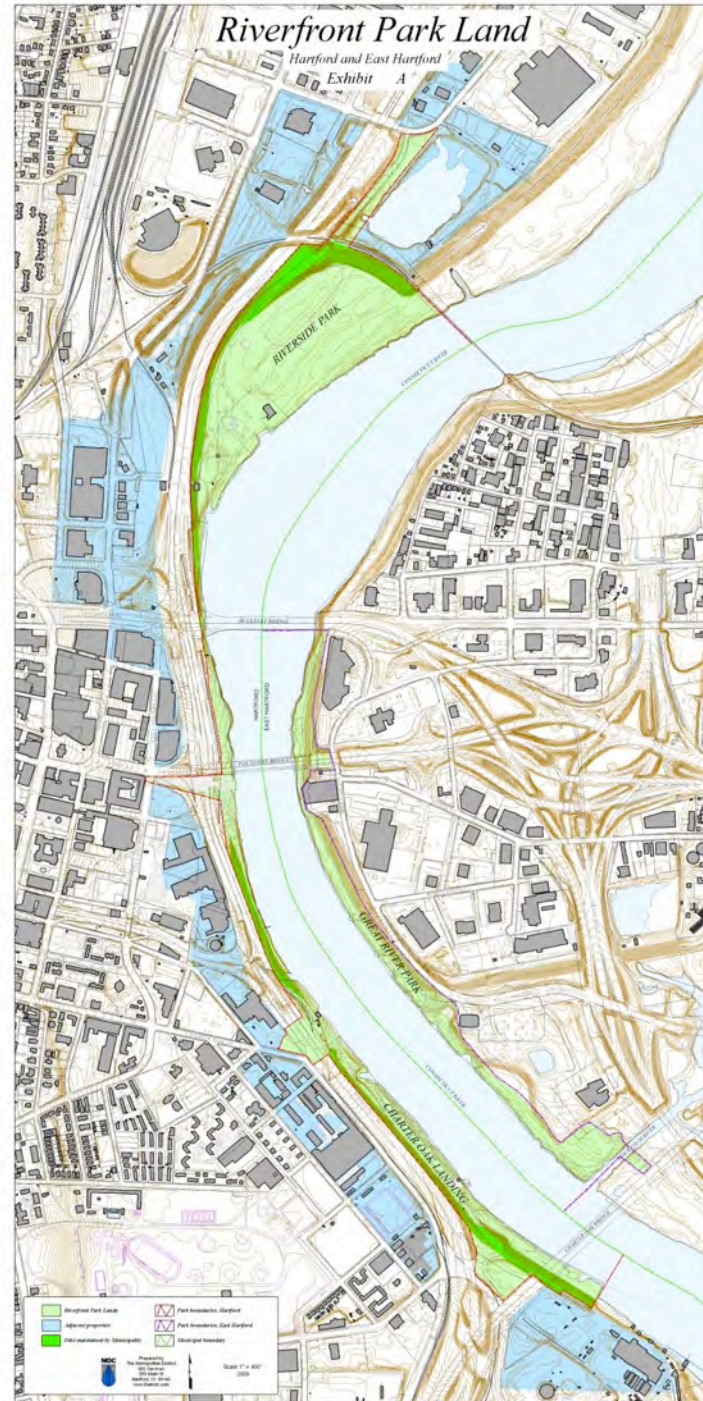 Riverfront Park Land
Hartford and East Hartford
Exhibit A
RIVERSIDE PARK
CONNECTICUT RIVER
BULKELEY BRIDGE
HARTFORD
EAST HARTFORD
FOUNDERS BRIDGE
GREAT RIVER PARK
CONNECTICUT RIVER
CHARTER OAK LANDING
CHARTER OAK BRIDGE
Riverfront Park Lands
Adjacent properties
Dike maintained by Municipality
Park boundaries, Hartford
Park boundaries, East Hartford
Municipal boundary
MDC
Prepared by
The Metropolitan District
GIS Services
Scale 1" = 400'
2009